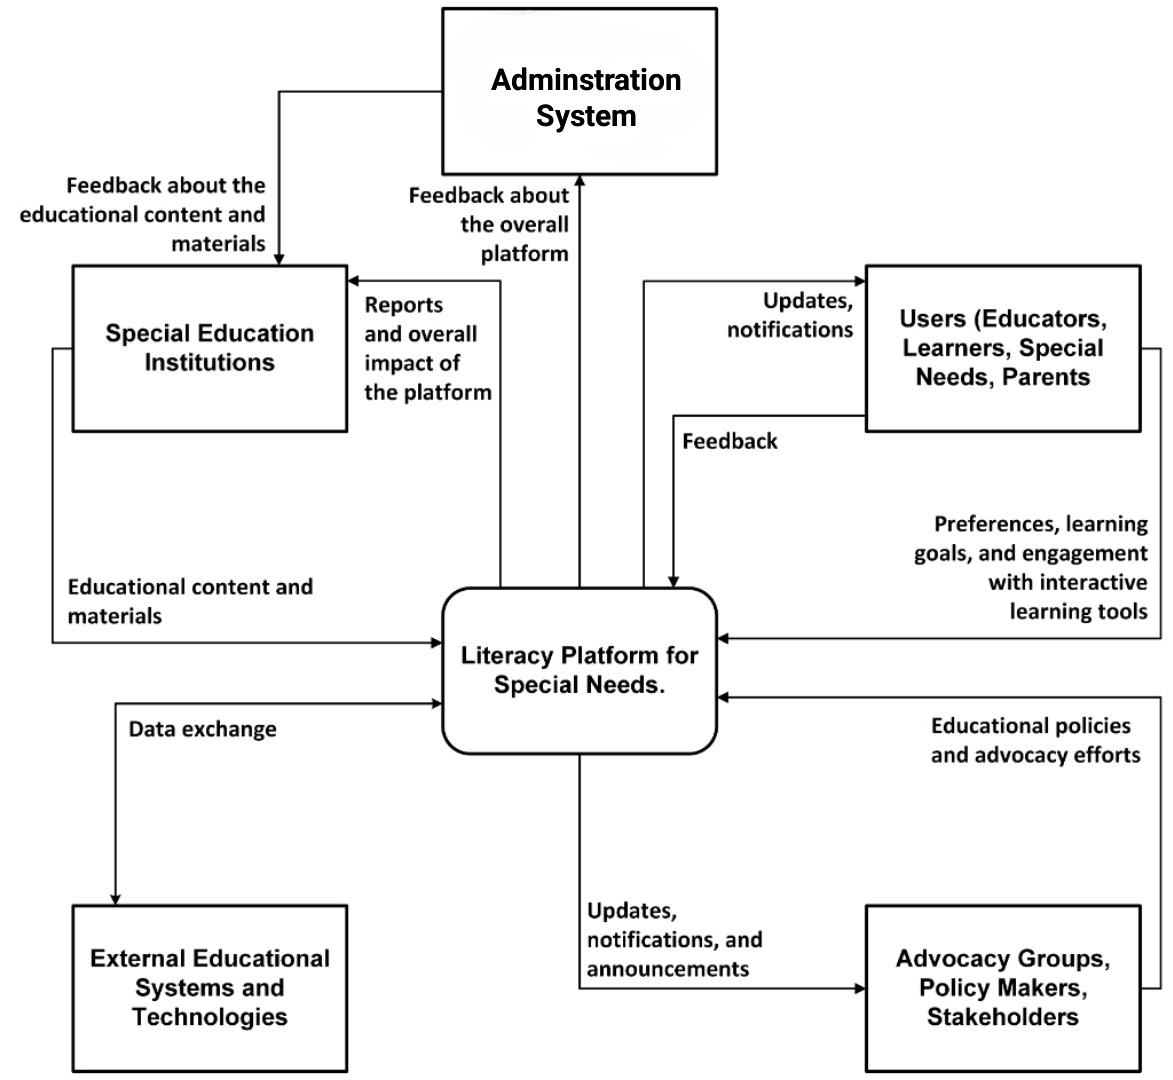 Adminstration
System
Feedback about the
educational content and
materials
Feedback about
the overall
platform
Special Education
Institutions
Reports
and overall
impact of
the platform
Updates,
notifications
Users (Educators,
Learners, Special
Needs, Parents
Feedback
Preferences, learning
goals, and engagement
with interactive
learning tools
Educational content and
materials
Literacy Platform for
Special Needs.
Data exchange
Educational policies
and advocacy efforts
Updates,
notifications, and
announcements
External Educational
Systems and
Technologies
Advocacy Groups,
Policy Makers,
Stakeholders